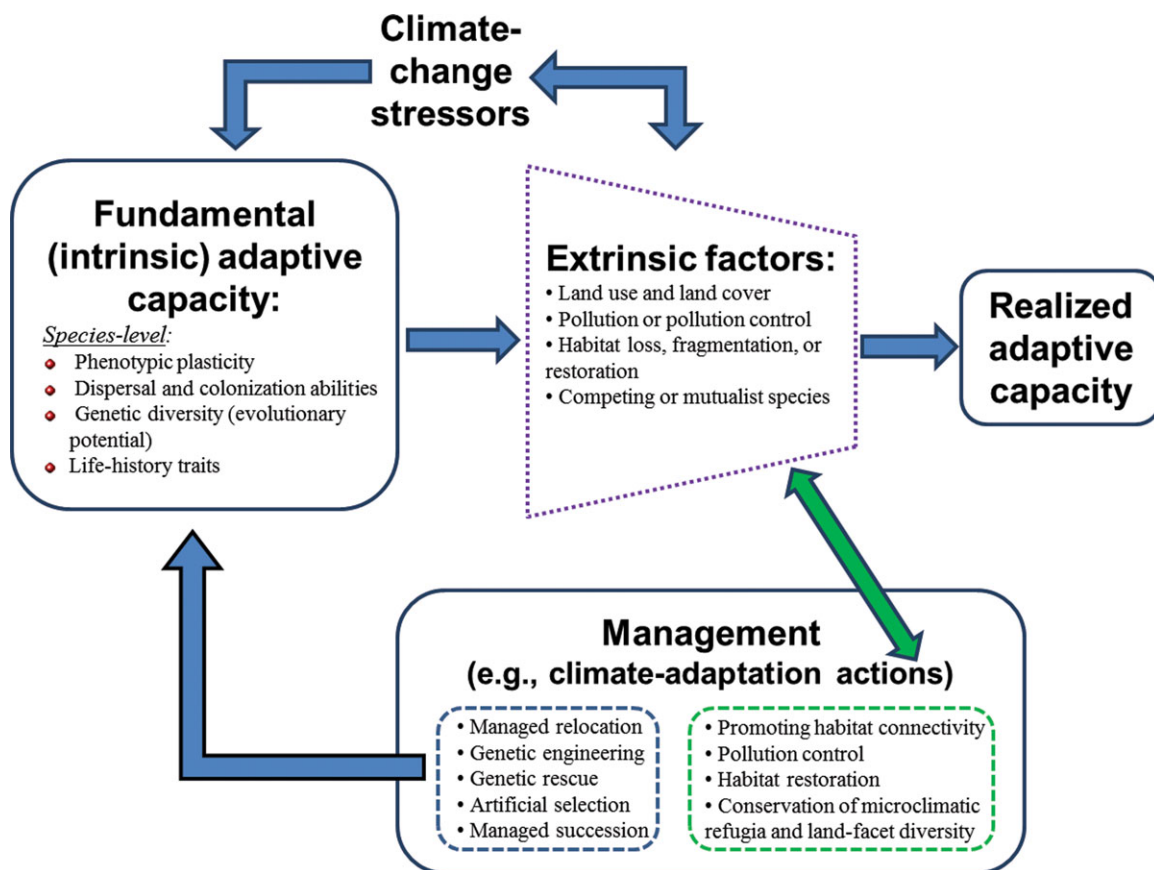 Climate-
change
stressors
Fundamental
(intrinsic) adaptive
capacity:
Species-level:
Phenotypic plasticity
Dispersal and colonization abilities
Genetic diversity (evolutionary
potential)
Life-history traits
Extrinsic factors:
• Land use and land cover
• Pollution or pollution control
• Habitat loss, fragmentation, or
restoration
• Competing or mutualist species
Realized
adaptive
capacity
Management
(e.g., climate-adaptation actions)
• Managed relocation
• Genetic engineering
• Genetic rescue
• Artificial selection
• Managed succession
• Promoting habitat connectivity
• Pollution control
• Habitat restoration
• Conservation of microclimatic
refugia and land-facet diversity